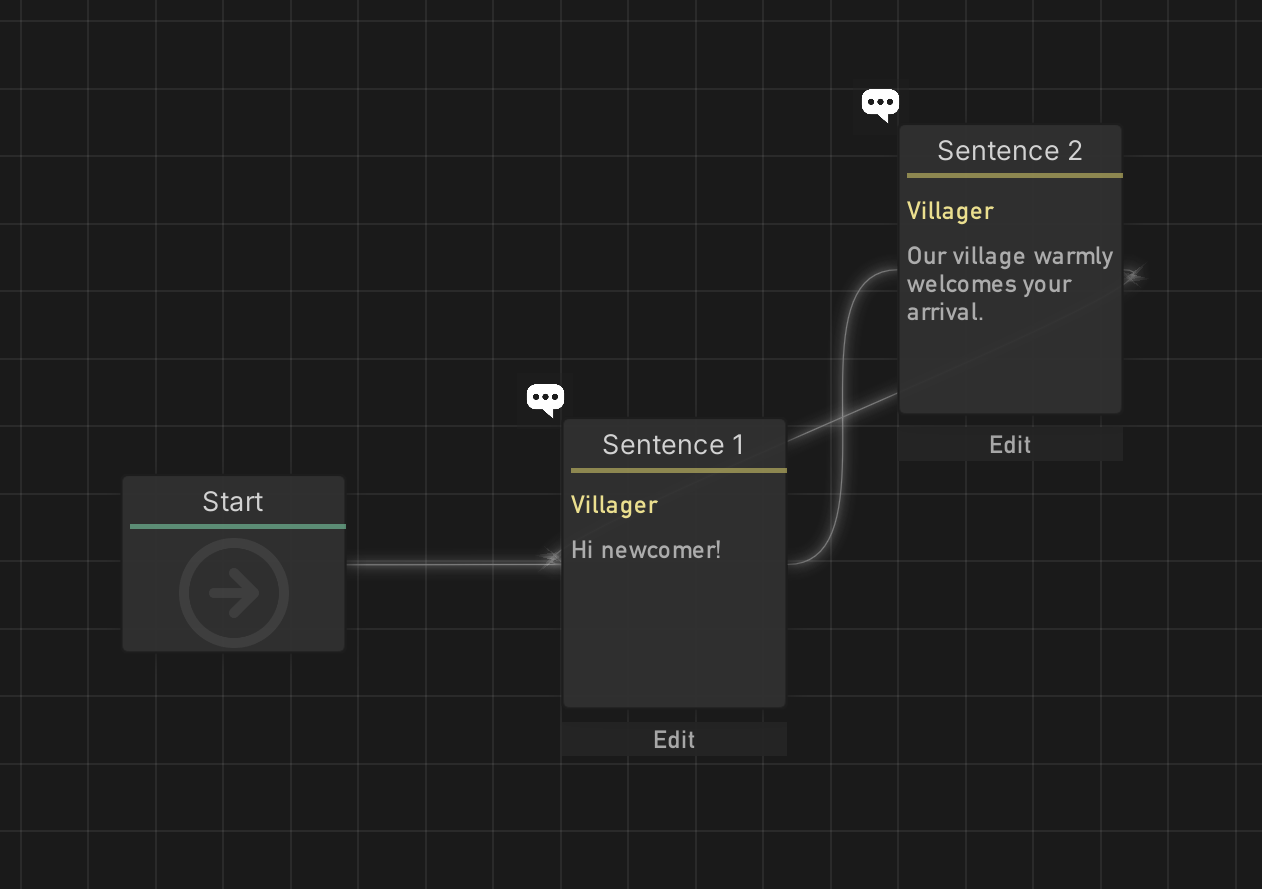 Sentence 2
Villager
Our village warmly
welcomes your
arrival.
Edit
Sentence 1
Villager
Hi newcomer!
Edit
Start